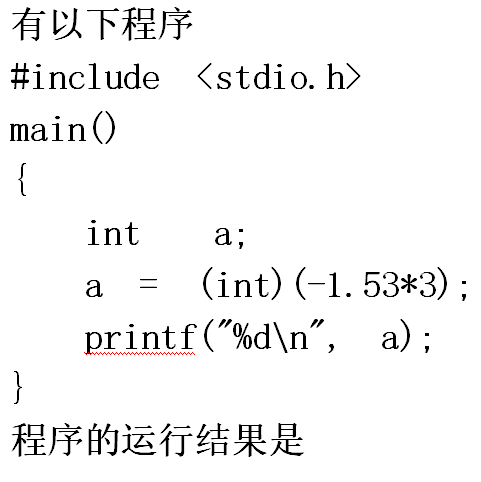 有以下程序
#include <stdio.h>
main()
{
int a;
a = (int)(-1.53*3);
printf("%d\n", a);
}
程序的运行结果是